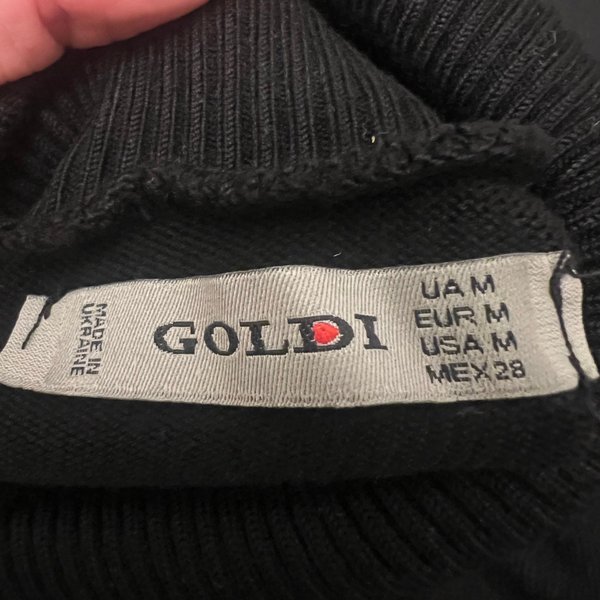 MADE IN
UKRAINE
GOLDI
UA M
EUR M
USA M
MEX 28